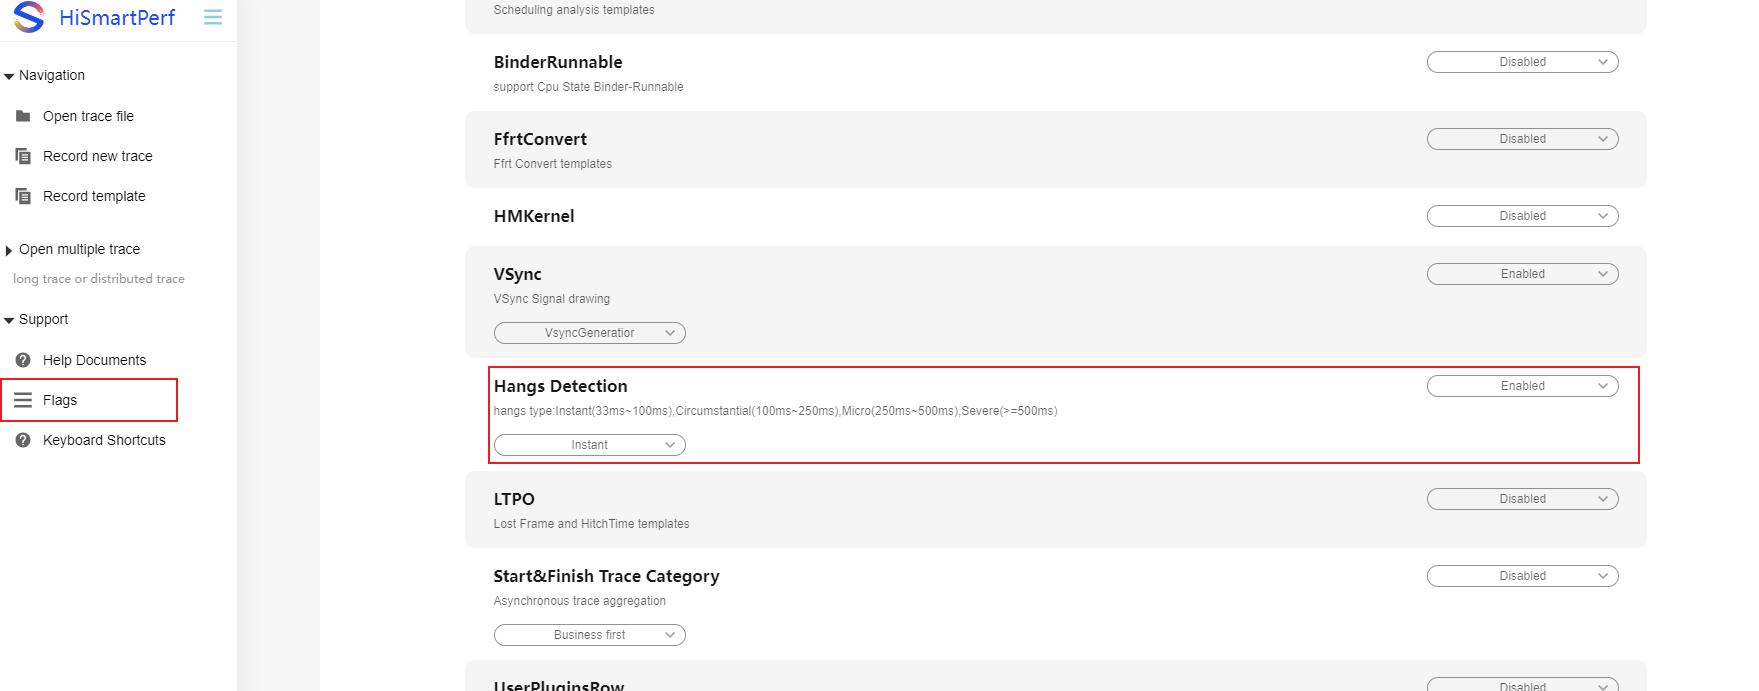 HiSmartPerf
Navigation
Open trace file
Record new trace
Record template
Open multiple trace
long trace or distributed trace
Support
Help Documents
Flags
Keyboard Shortcuts
Scheduling analysis templates
BinderRunnable
Disabled
support Cpu State Binder-Runnable
FfrtConvert
Disabled
Ffrt Convert templates
HMKernel
Disabled
VSync
Enabled
VSync Signal drawing
VsyncGeneratior
Hangs Detection
Enabled
hangs type:Instant(33ms~100ms),Circumstantial(100ms~250ms),Micro(250ms~500ms),Severe(>=500ms)
Instant
LTPO
Disabled
Lost Frame and HitchTime templates
Start&Finish Trace Category
Disabled
Asynchronous trace aggregation
Business first
UserPluginsRow
Disabled